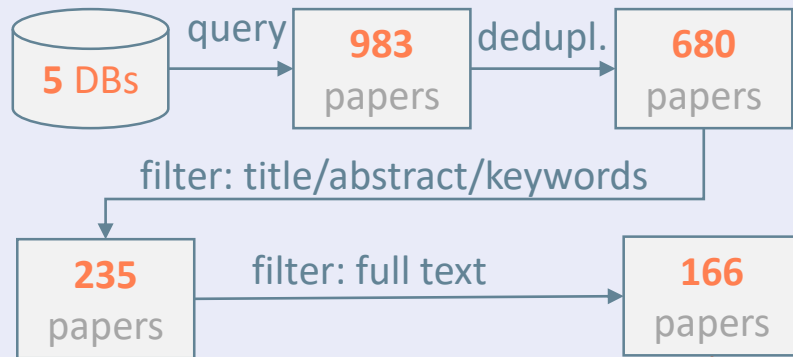 5 DBs
query
983
papers
dedupl.
680
papers
filter: title/abstract/keywords
235
papers
filter: full text
166
papers